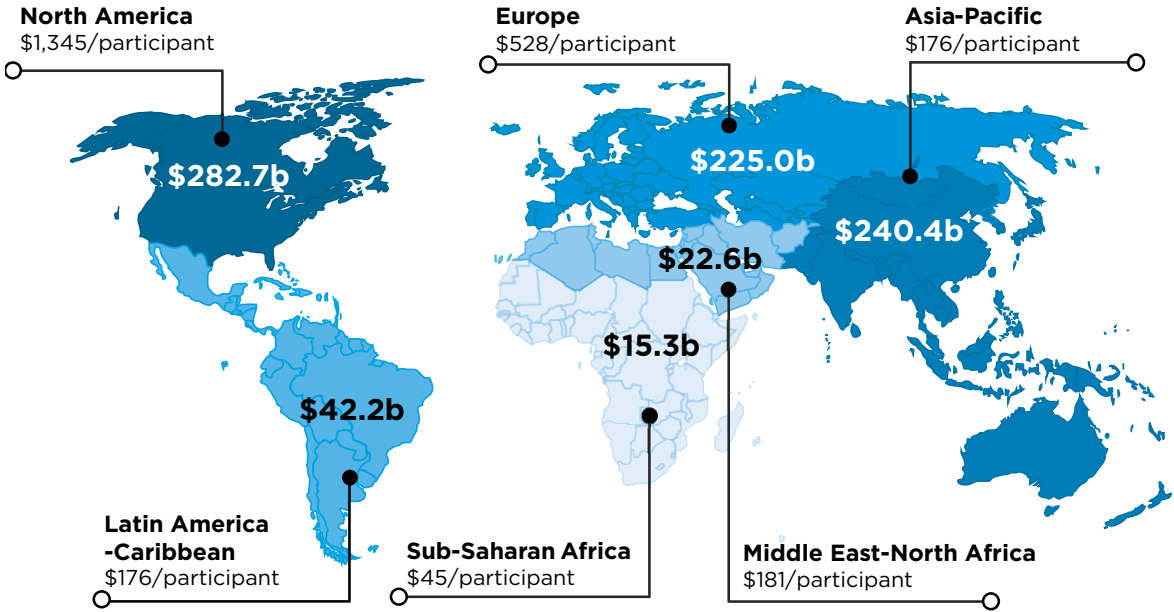 North America
$1,345/participant
Europe
$528/participant
Asia-Pacific
$176/participant
$282.7b
$225.0b
$240.4b
$22.6b
$15.3b
$42.2b
Latin America
-Caribbean
$176/participant
Sub-Saharan Africa
$45/participant
Middle East-North Africa
$181/participant